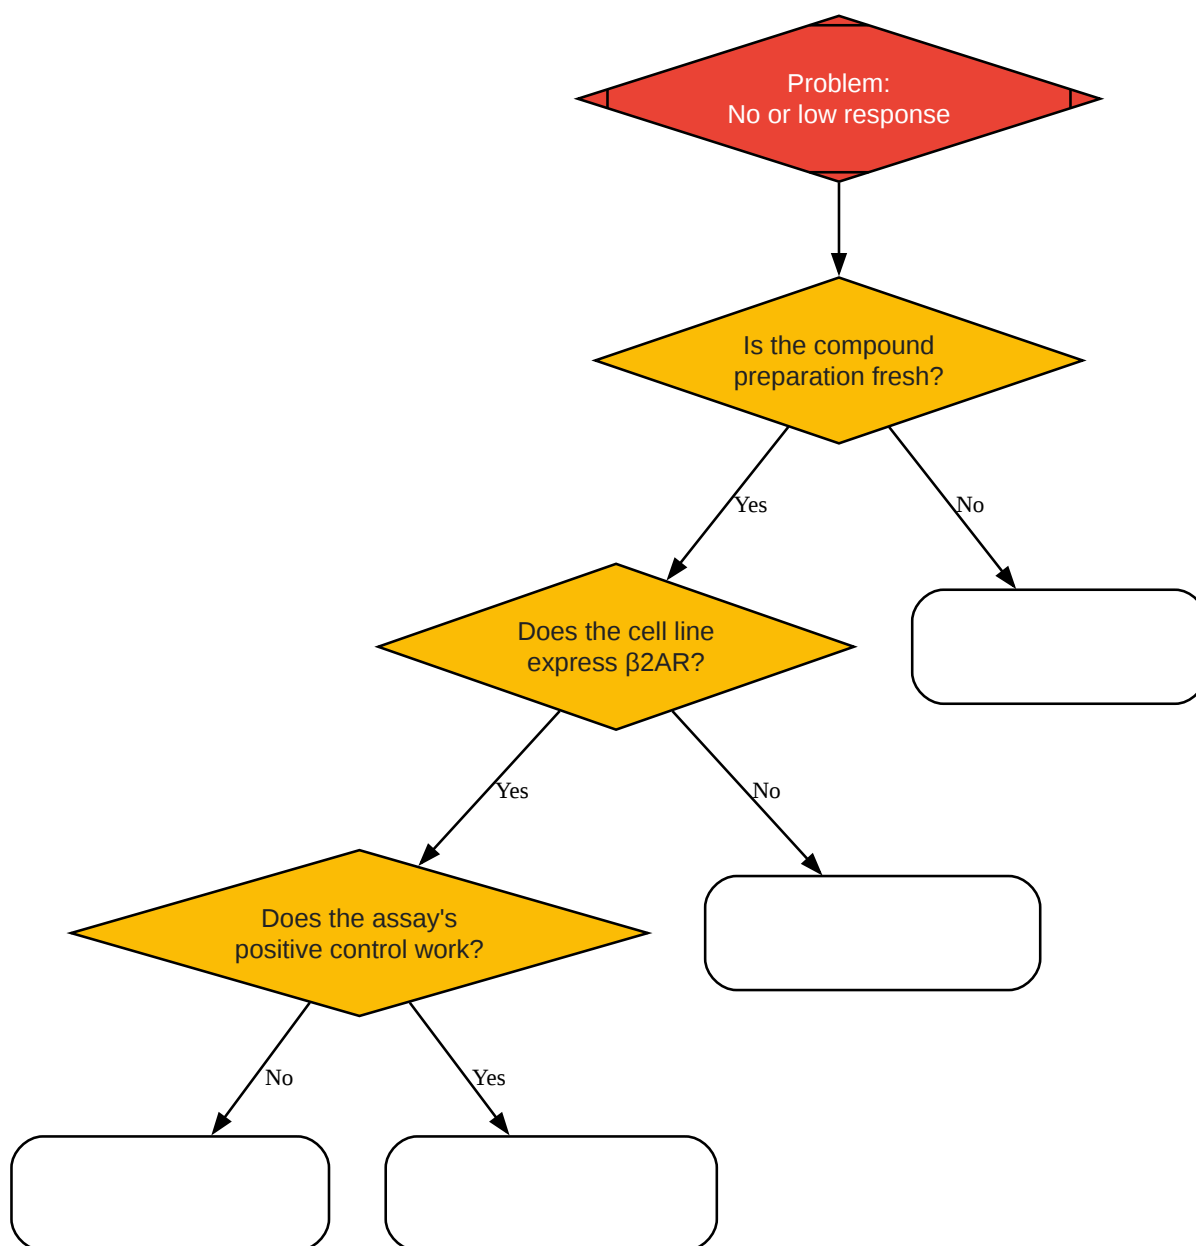 Problem:
No or low response
Is the compound
preparation fresh?
Yes
No
Does the cell line
express β2AR?
Yes
No
Does the assay's
positive control work?
No
Yes